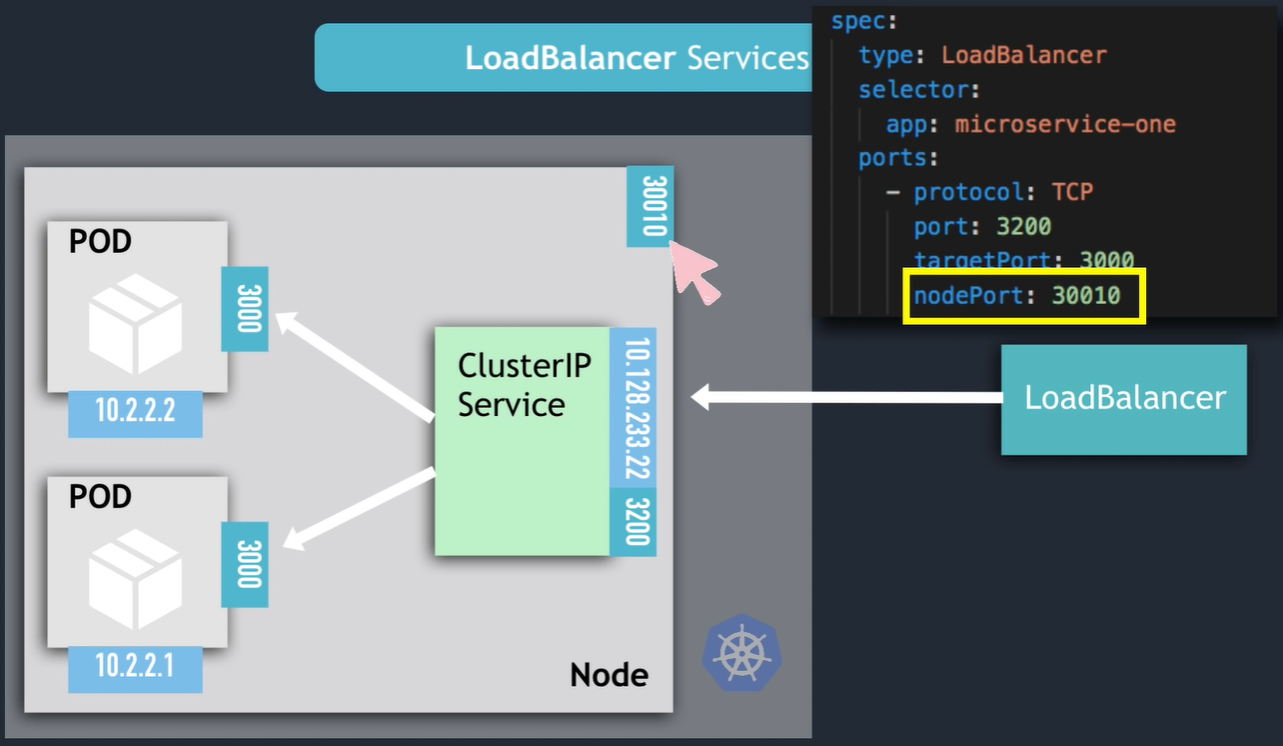 LoadBalancer Services
spec:
type: LoadBalancer
selector:
app: microservice-one
ports:
- protocol: TCP
port: 3200
targetPort: 3000
nodePort: 30010
30010
POD
3000
10.2.2.2
ClusterIP
Service
10.128.233.22
3200
LoadBalancer
POD
3000
10.2.2.1
Node